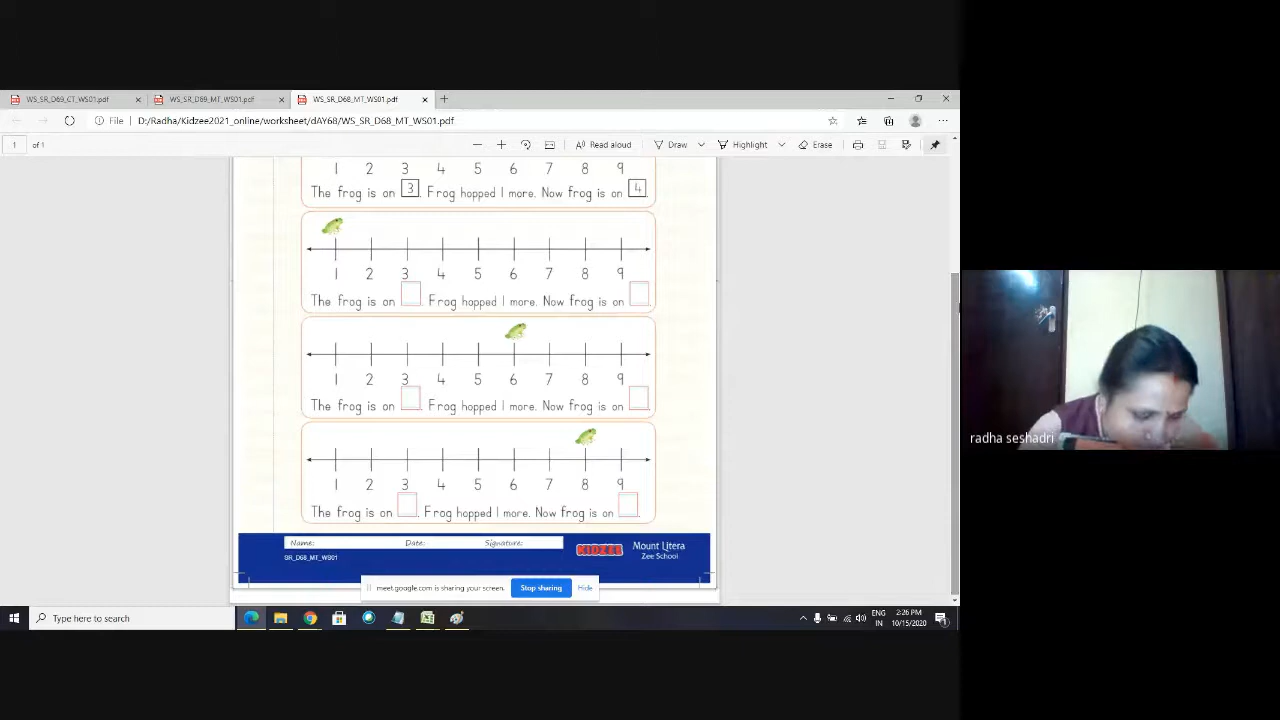 WS_SR_D69_CT_WS01.pdf
WS_SR_D69_MT_WS01.pdf
WS_SR_D68_MT_WS01.pdf
File
D:/Radha/Kidzee2021_online/worksheet/dAY68/WS_SR_D68_MT_WS01.pdf
1 of 1
Read aloud
Draw
Highlight
Erase
1 2 3 4 5 6 7 8 9
The frog is on 3. Frog hopped 1 more. Now frog is on 4.
1 2 3 4 5 6 7 8 9
The frog is on . Frog hopped 1 more. Now frog is on .
1 2 3 4 5 6 7 8 9
The frog is on . Frog hopped 1 more. Now frog is on .
1 2 3 4 5 6 7 8 9
The frog is on . Frog hopped 1 more. Now frog is on .
Name: Date: Signature:
SR_D68_MT_WS01
KIDZEE
Mount Litera
Zee School
meet.google.com is sharing your screen.
Stop sharing
Hide
Type here to search
ENG
IN
2:26 PM
10/15/2020
radha seshadri